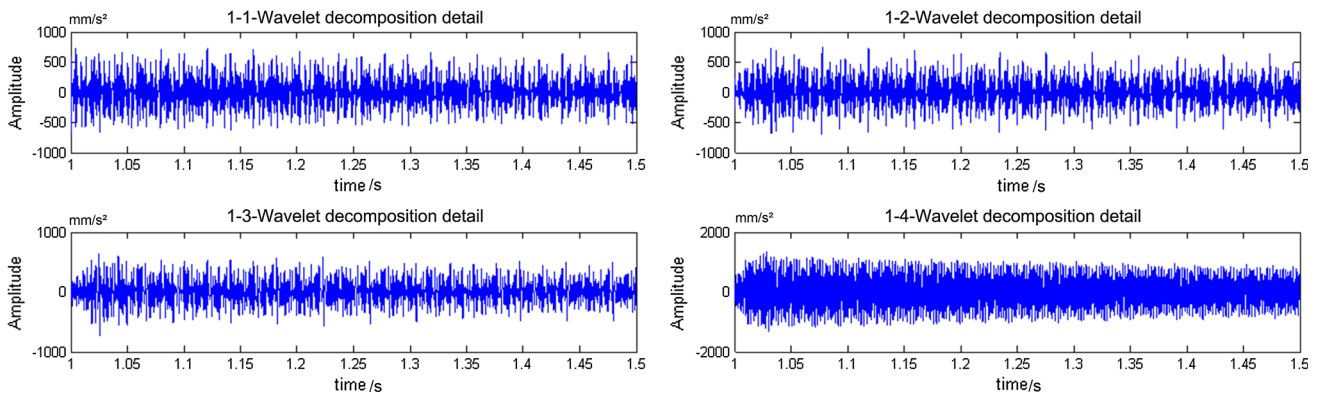 mm/s² 1-1-Wavelet decomposition detail
1000
500
0
-500
-1000
Amplitude
1 1.05 1.1 1.15 1.2 1.25 1.3 1.35 1.4 1.45 1.5
time /s
mm/s² 1-2-Wavelet decomposition detail
1000
500
0
-500
-1000
Amplitude
1 1.05 1.1 1.15 1.2 1.25 1.3 1.35 1.4 1.45 1.5
time /s
mm/s² 1-3-Wavelet decomposition detail
1000
0
-1000
Amplitude
1 1.05 1.1 1.15 1.2 1.25 1.3 1.35 1.4 1.45 1.5
time /s
mm/s² 1-4-Wavelet decomposition detail
2000
0
-2000
Amplitude
1 1.05 1.1 1.15 1.2 1.25 1.3 1.35 1.4 1.45 1.5
time/s